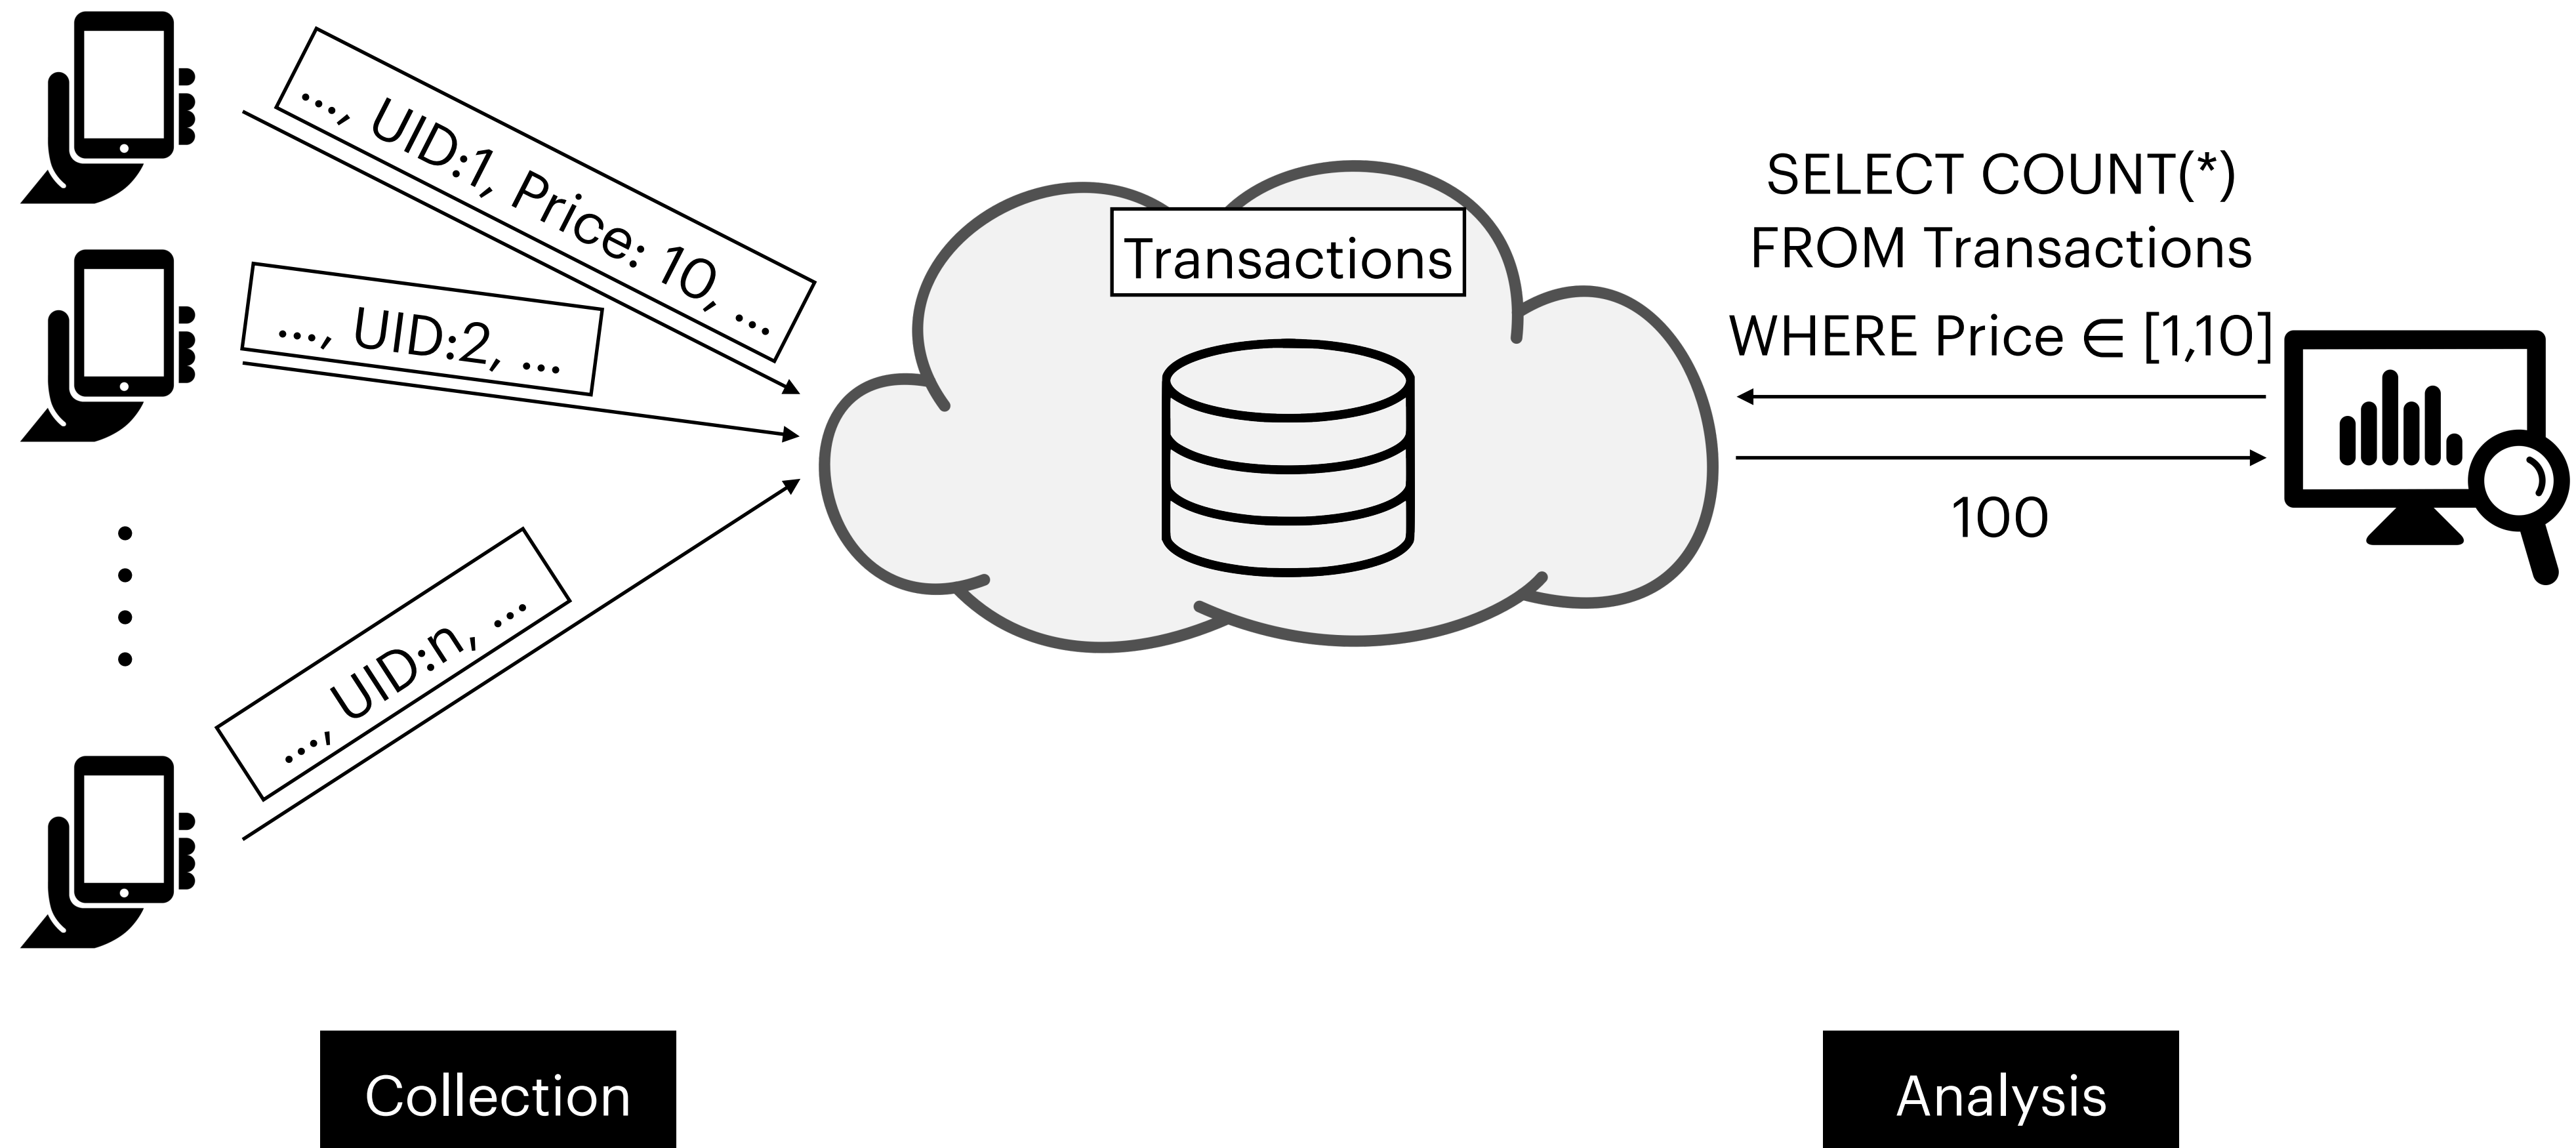 ..., UID:1, Price: 10, ...
..., UID:2, ...
..., UID:n, ...
Transactions
SELECT COUNT(*)
FROM Transactions
WHERE Price ∈ [1,10]
100
Collection
Analysis